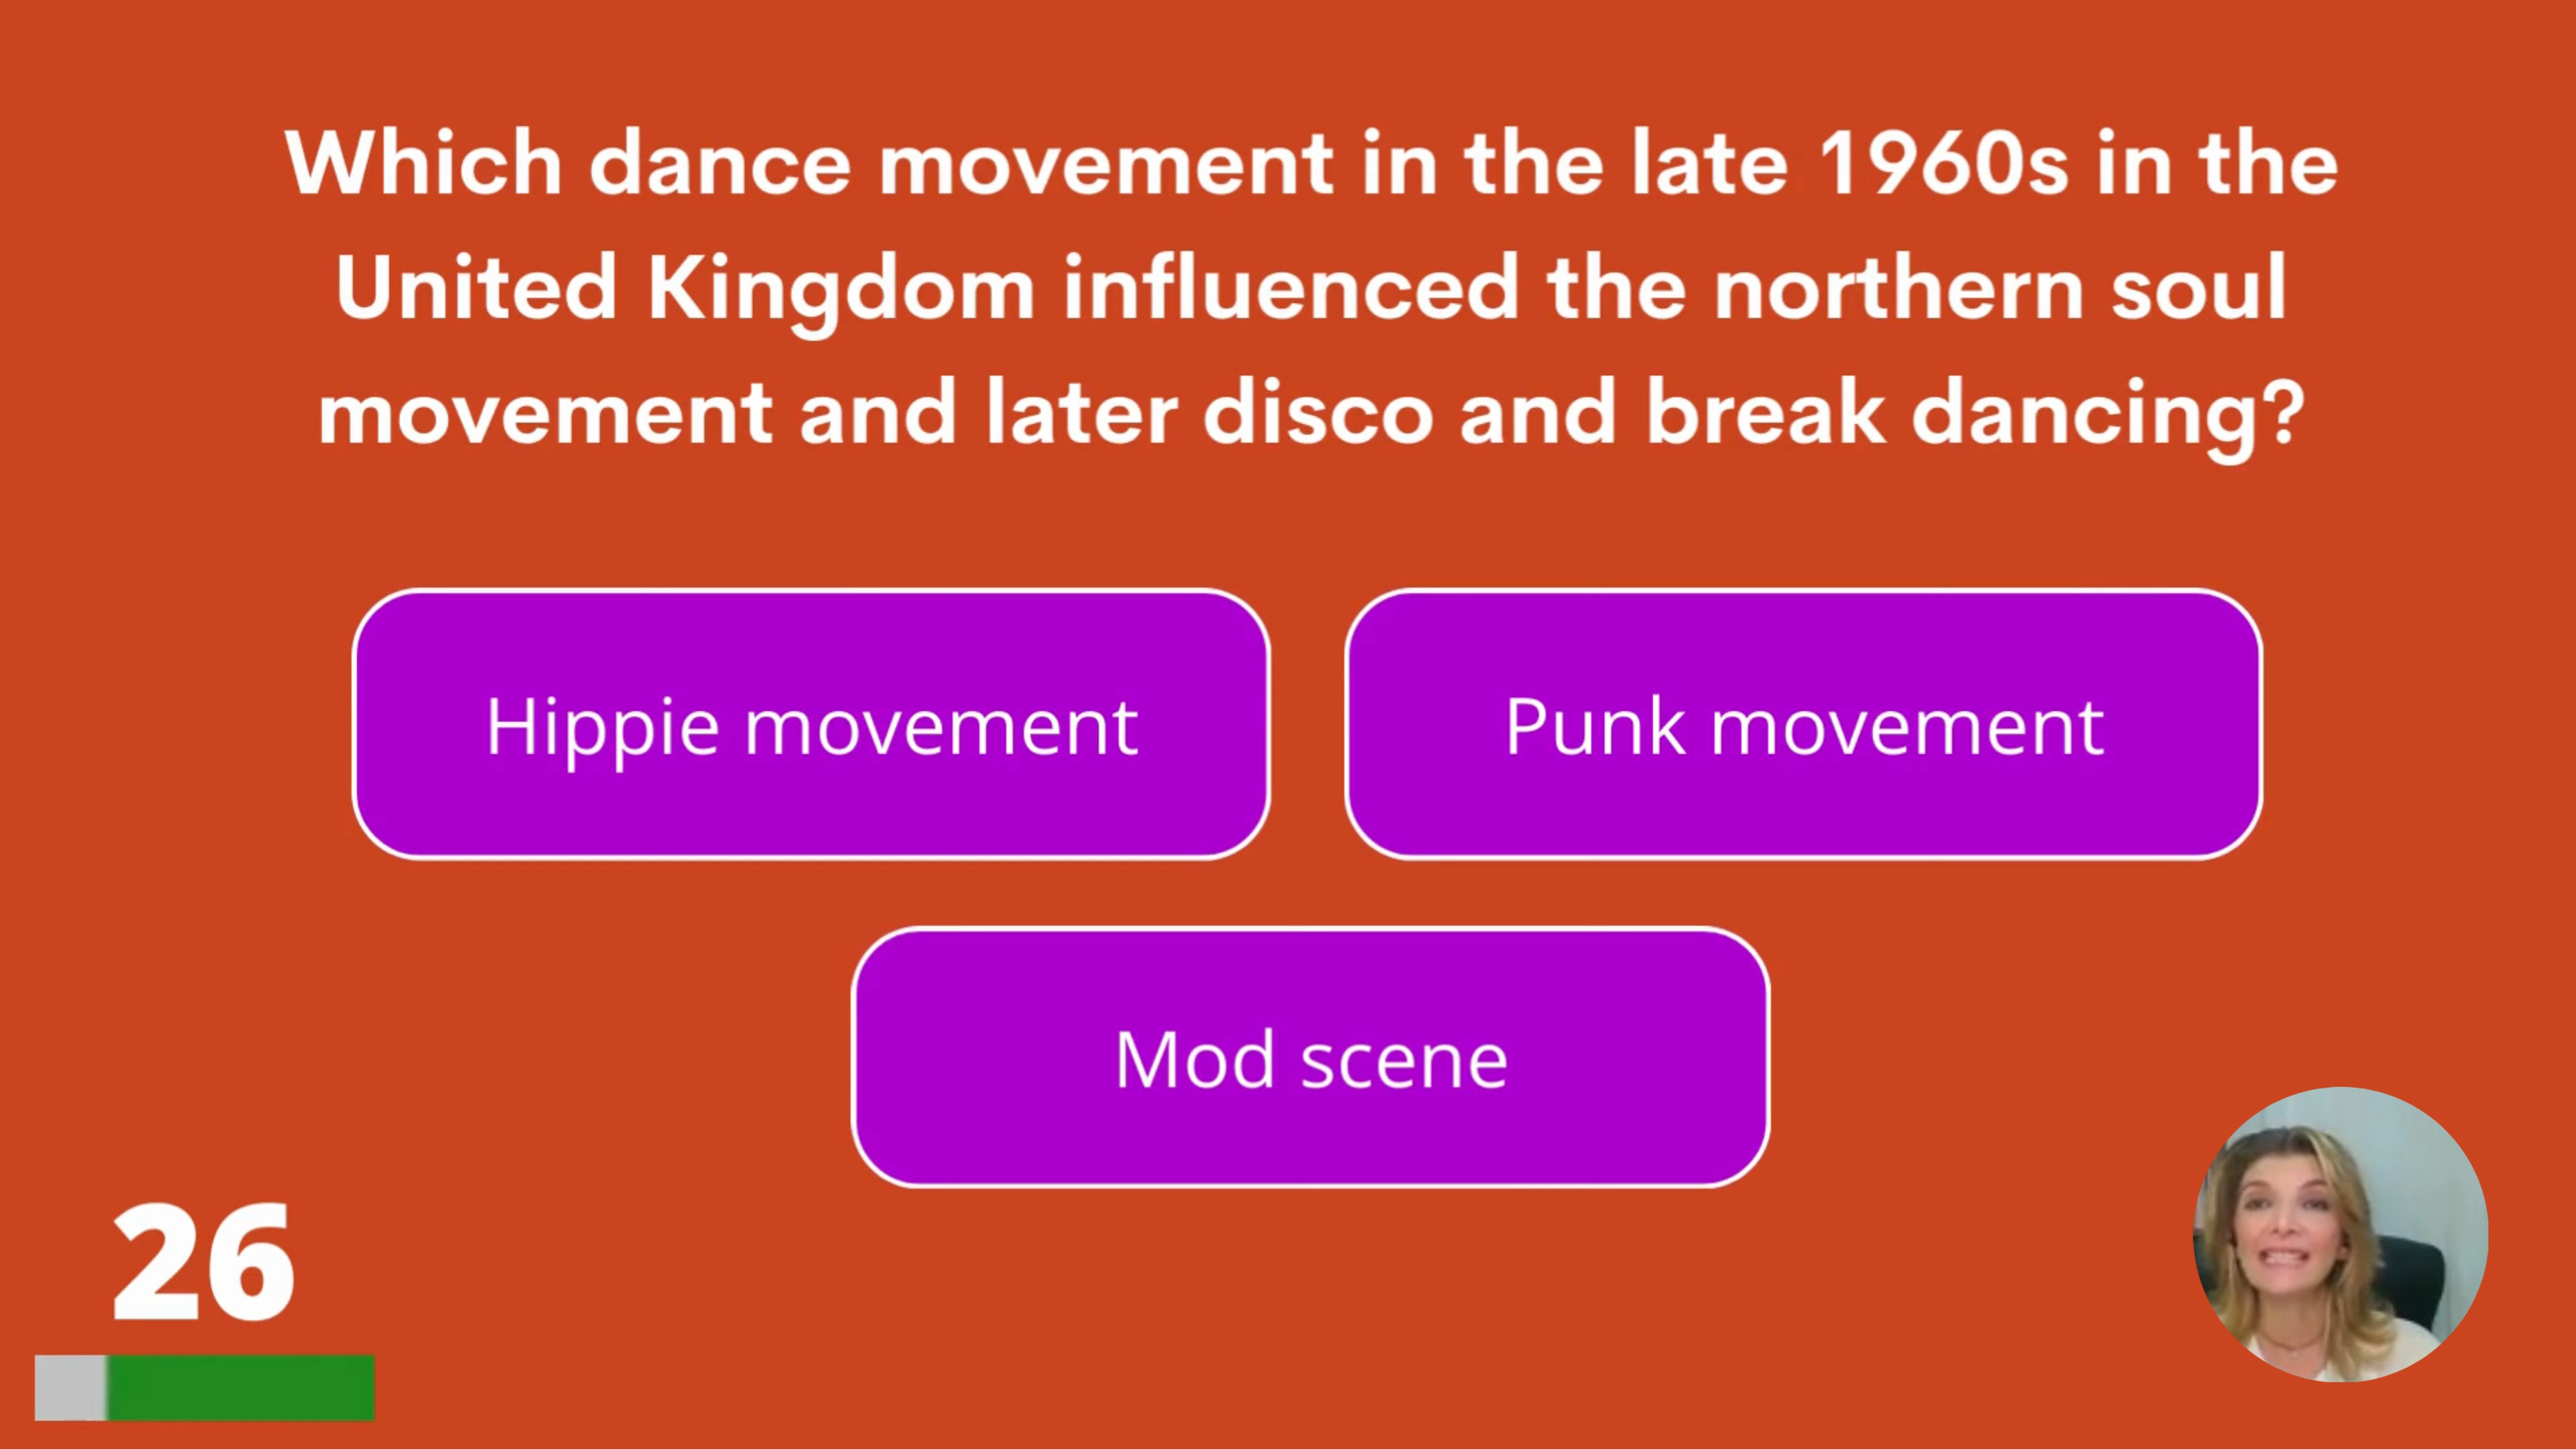 Which dance movement in the late 1960s in the
United Kingdom influenced the northern soul
movement and later disco and break dancing?
Hippie movement
Punk movement
Mod scene
26